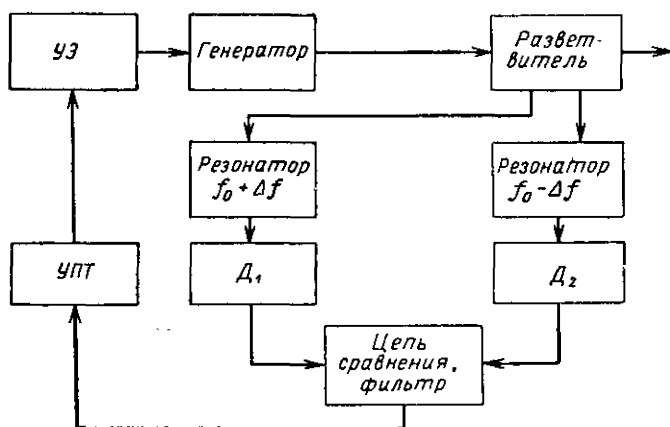 УЭ
Генератор
Развет-
витель
Резонатор
f₀ + Δf
Резонатор
f₀ - Δf
УПТ
Д₁
Д₂
Цепь
сравнения,
фильтр